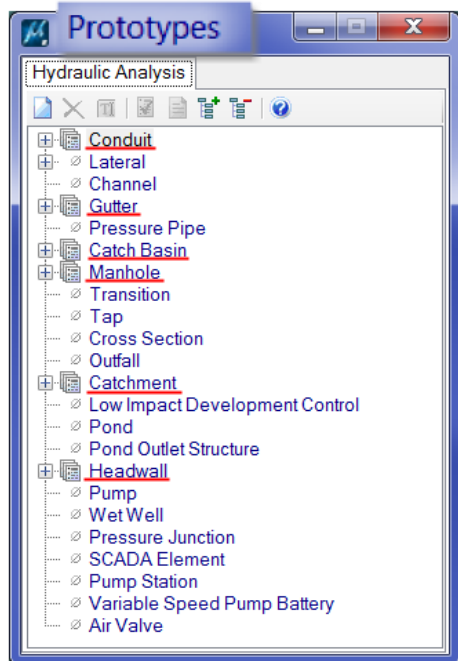 Prototypes
Hydraulic Analysis
Conduit
Lateral
Channel
Gutter
Pressure Pipe
Catch Basin
Manhole
Transition
Tap
Cross Section
Outfall
Catchment
Low Impact Development Control
Pond
Pond Outlet Structure
Headwall
Pump
Wet Well
Pressure Junction
SCADA Element
Pump Station
Variable Speed Pump Battery
Air Valve